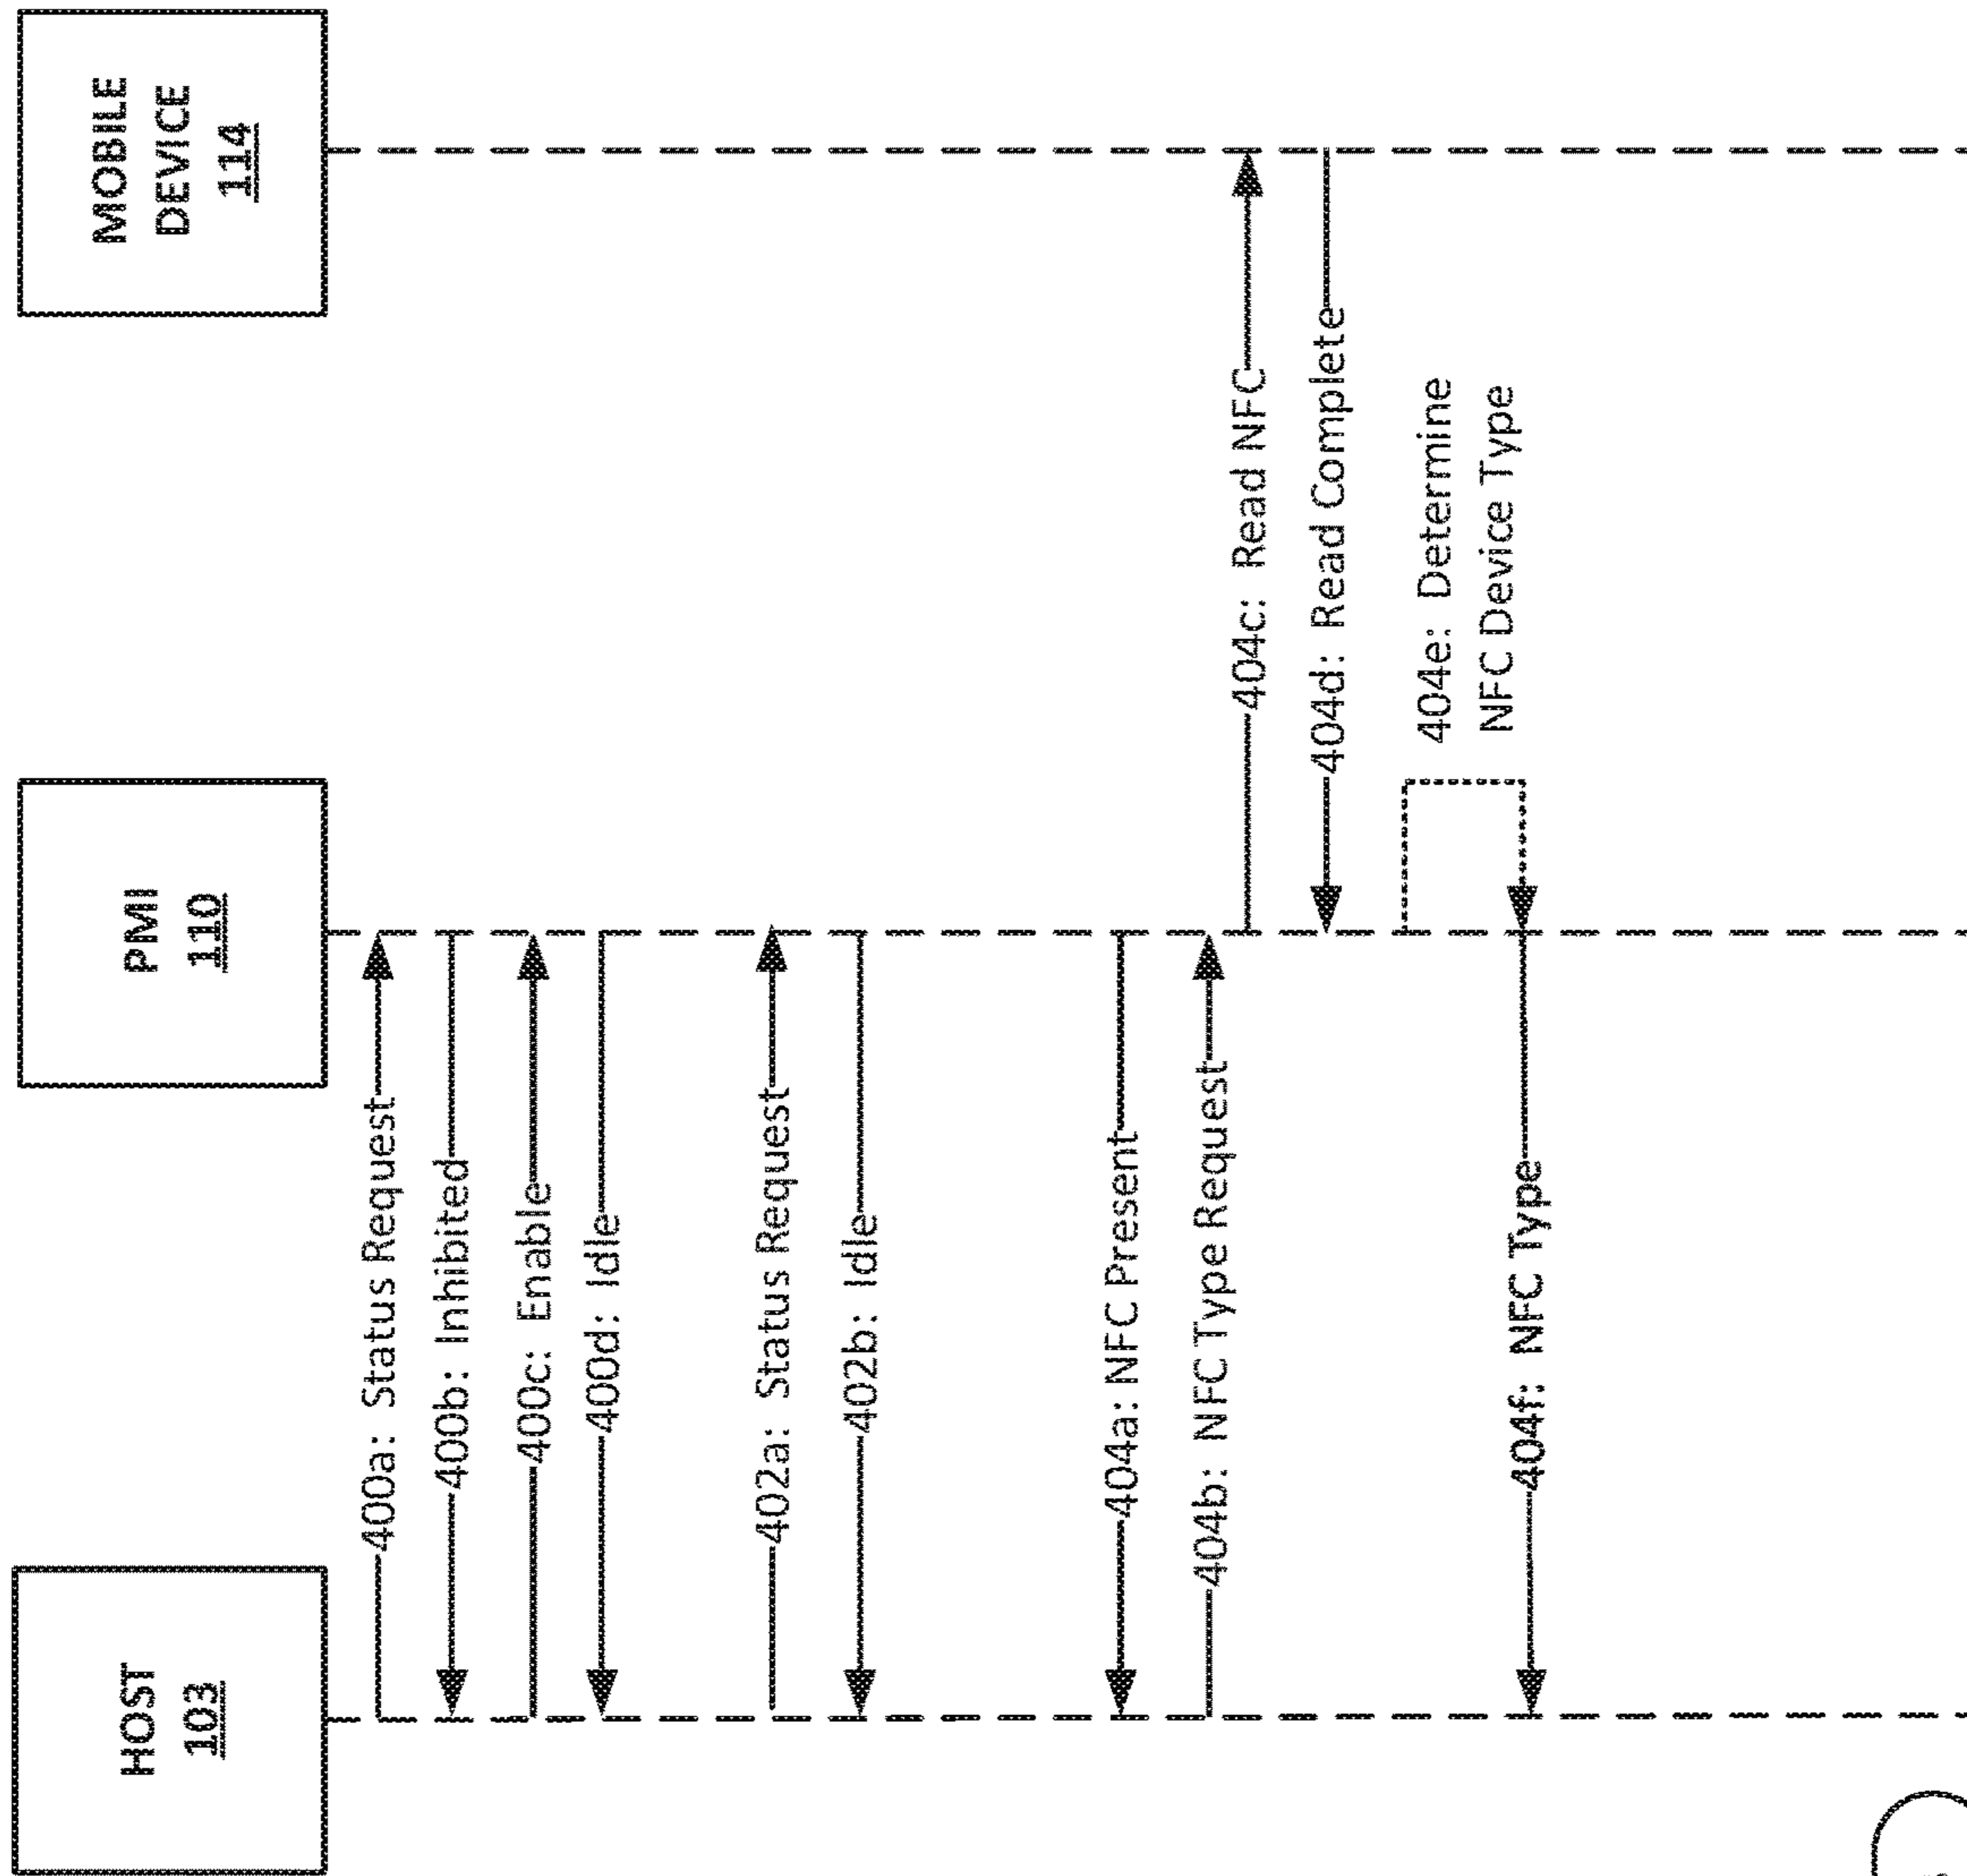 HOST
103
PMI
110
MOBILE
DEVICE
114
400a: Status Request
400b: Inhibited
400c: Enable
400d: Idle
402a: Status Request
402b: Idle
404a: NFC Present
404b: NFC Type Request
404c: Read NFC
404d: Read Complete
404e: Determine
NFC Device Type
404f: NFC Type